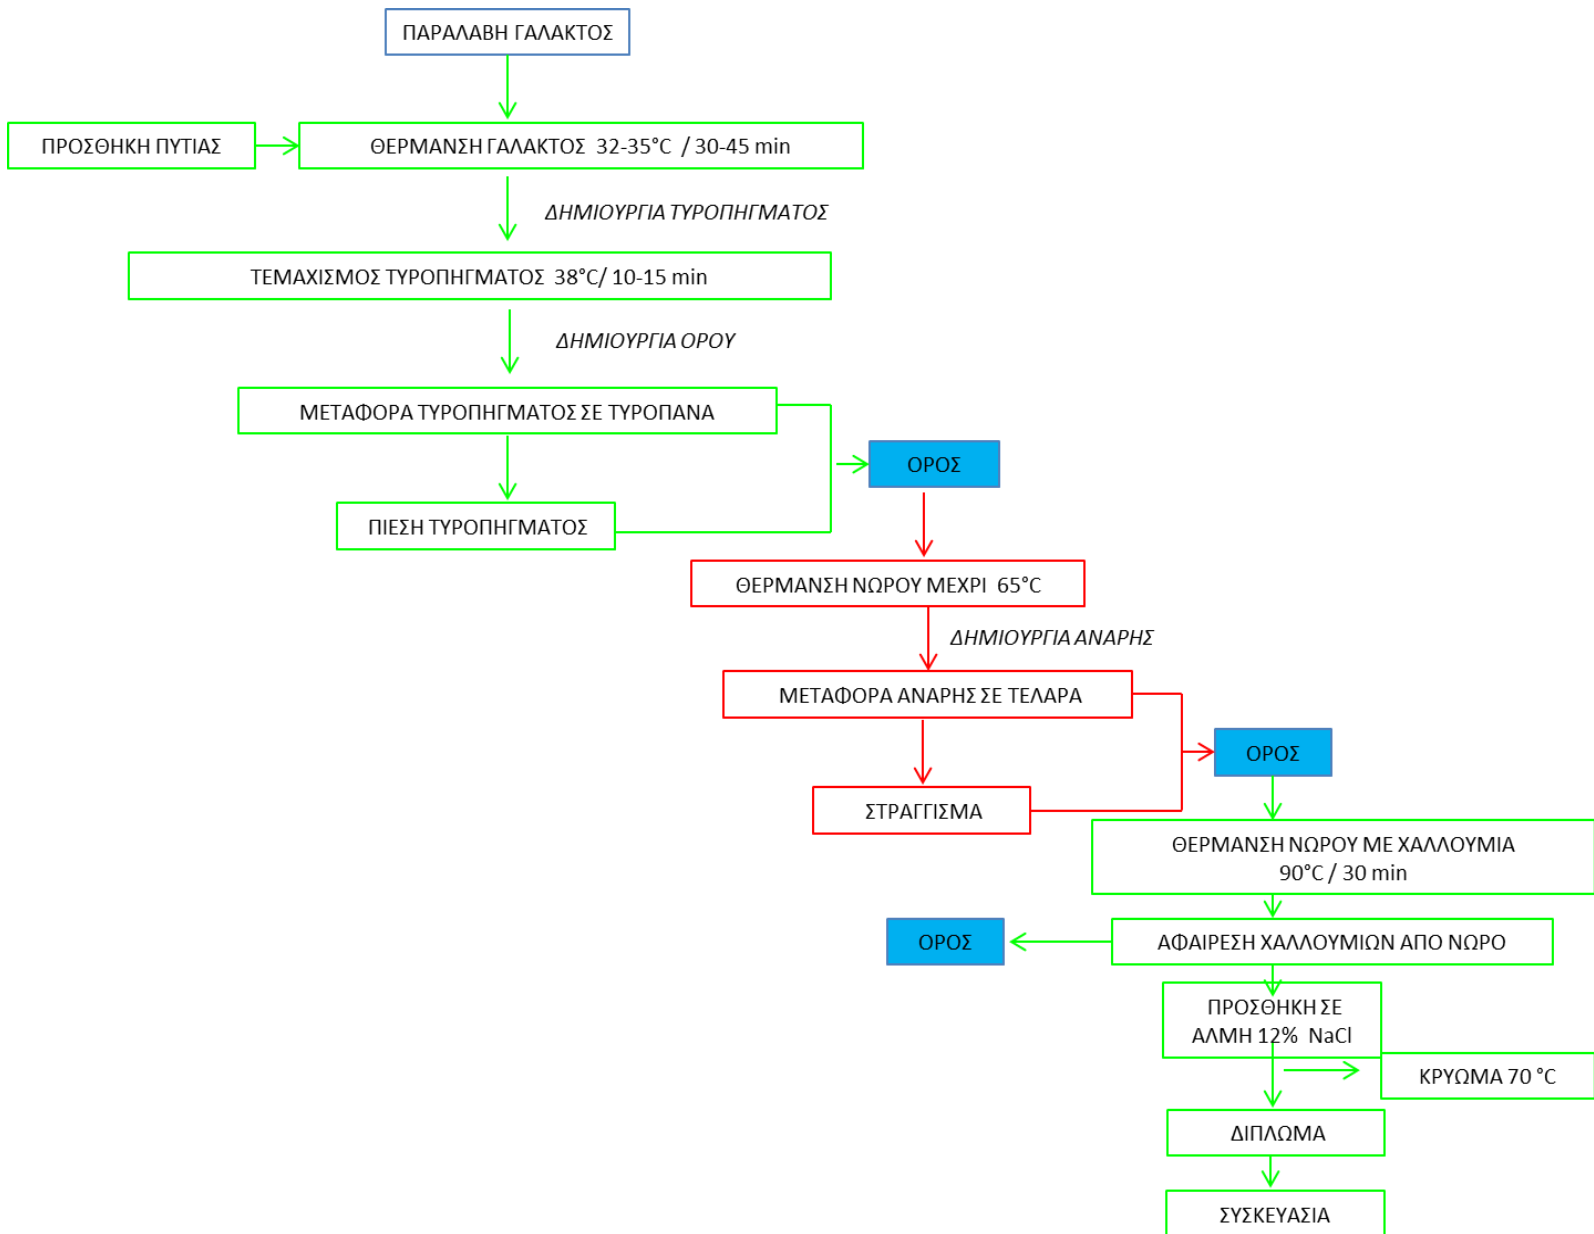 ΠΑΡΑΛΑΒΗ ΓΑΛΑΚΤΟΣ
ΠΡΟΣΘΗΚΗ ΠΥΤΙΑΣ
ΘΕΡΜΑΝΣΗ ΓΑΛΑΚΤΟΣ 32-35°C / 30-45 min
ΔΗΜΙΟΥΡΓΙΑ ΤΥΡΟΠΗΓΜΑΤΟΣ
ΤΕΜΑΧΙΣΜΟΣ ΤΥΡΟΠΗΓΜΑΤΟΣ 38°C/ 10-15 min
ΔΗΜΙΟΥΡΓΙΑ ΟΡΟΥ
ΜΕΤΑΦΟΡΑ ΤΥΡΟΠΗΓΜΑΤΟΣ ΣΕ ΤΥΡΟΠΑΝΑ
ΟΡΟΣ
ΠΙΕΣΗ ΤΥΡΟΠΗΓΜΑΤΟΣ
ΘΕΡΜΑΝΣΗ ΝΩΡΟΥ ΜΕΧΡΙ 65°C
ΔΗΜΙΟΥΡΓΙΑ ΑΝΑΡΗΣ
ΜΕΤΑΦΟΡΑ ΑΝΑΡΗΣ ΣΕ ΤΕΛΑΡΑ
ΟΡΟΣ
ΣΤΡΑΓΓΙΣΜΑ
ΘΕΡΜΑΝΣΗ ΝΩΡΟΥ ΜΕ ΧΑΛΛΟΥΜΙΑ
90°C / 30 min
ΟΡΟΣ
ΑΦΑΙΡΕΣΗ ΧΑΛΛΟΥΜΙΩΝ ΑΠΟ ΝΩΡΟ
ΠΡΟΣΘΗΚΗ ΣΕ
ΑΛΜΗ 12% NaCl
ΚΡΥΩΜΑ 70 °C
ΔΙΠΛΩΜΑ
ΣΥΣΚΕΥΑΣΙΑ